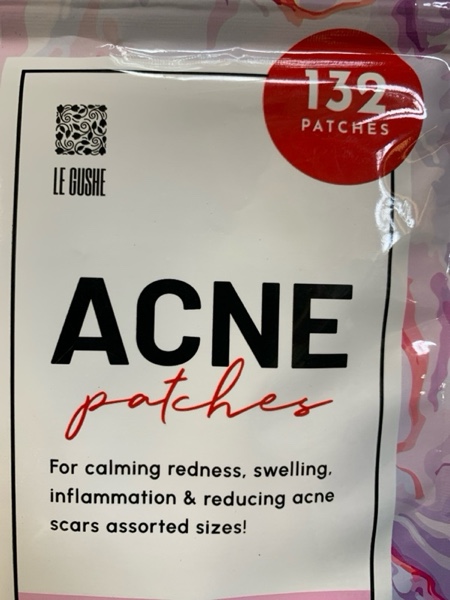 132
PATCHES
LE GUSHE
ACNE
patches
For calming redness, swelling,
inflammation & reducing acne
scars assorted sizes!